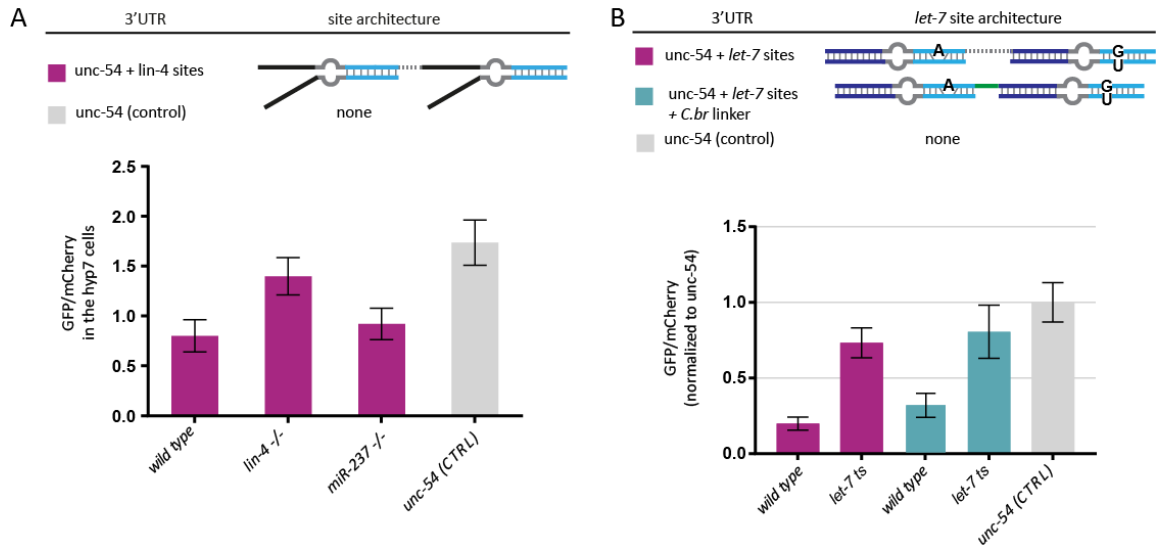 A
3'UTR site architecture
unc-54 + lin-4 sites
unc-54 (control) none
GFP/mCherry
in the hyp7 cells
2.5
2.0
1.5
1.0
0.5
0.0
wild type
lin-4 -/-
miR-237 -/-
unc-54 (CTRL)
B
3'UTR let-7 site architecture
unc-54 + let-7 sites
A G
U
unc-54 + let-7 sites
+ C.br linker
A G
U
unc-54 (control) none
GFP/mCherry
(normalized to unc-54)
1.5
1.0
0.5
0.0
wild type
let-7 ts
wild type
let-7 ts
unc-54 (CTRL)